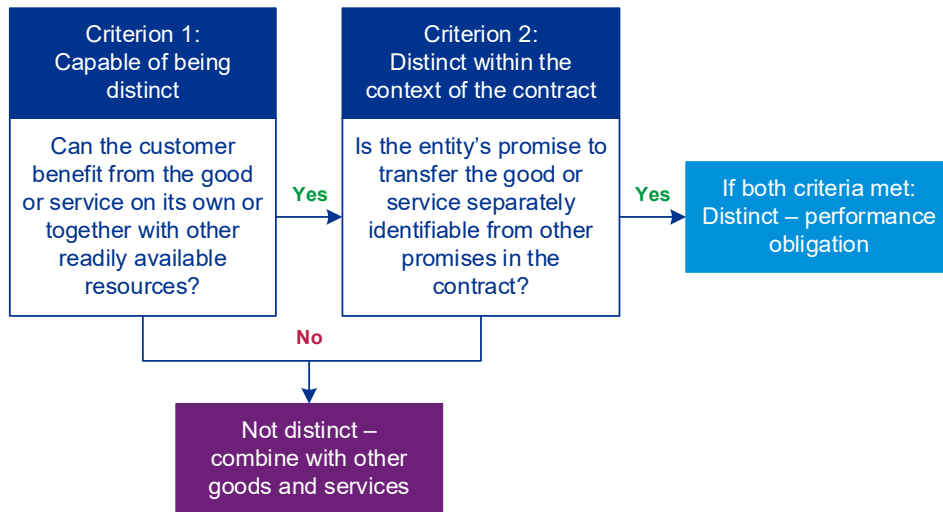 Criterion 1:
Capable of being
distinct
Can the customer
benefit from the good
or service on its own or
together with other
readily available
resources?
Yes
Criterion 2:
Distinct within the
context of the contract
Is the entity’s promise to
transfer the good or
service separately
identifiable from other
promises in the
contract?
Yes
If both criteria met:
Distinct – performance
obligation
No
Not distinct –
combine with other
goods and services